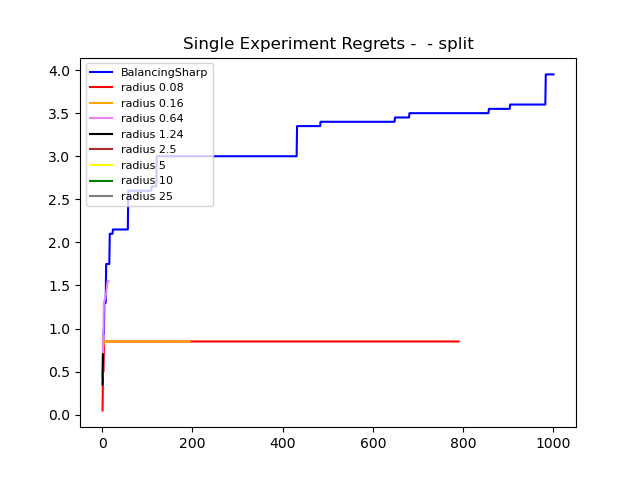 Single Experiment Regrets -  - split
4.0
3.5
3.0
2.5
2.0
1.5
1.0
0.5
0.0
BalancingSharp
radius 0.08
radius 0.16
radius 0.64
radius 1.24
radius 2.5
radius 5
radius 10
radius 25
0 200 400 600 800 1000